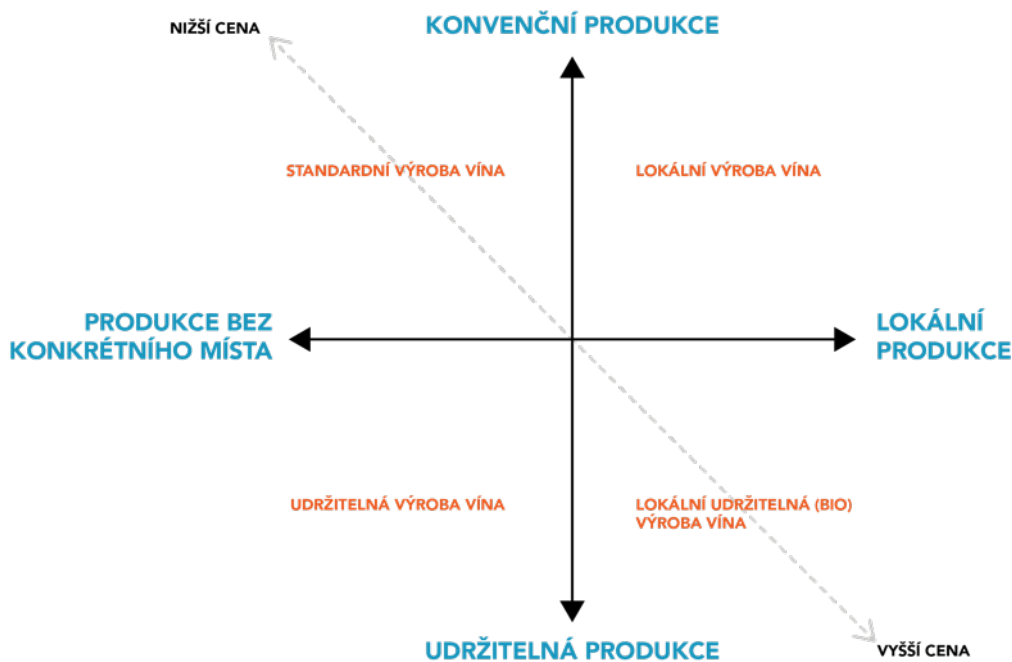 NIŽŠÍ CENA
KONVENČNÍ PRODUKCE
STANDARDNÍ VÝROBA VÍNA
LOKÁLNÍ VÝROBA VÍNA
PRODUKCE BEZ
KONKRÉTNÍHO MÍSTA
LOKÁLNÍ
PRODUKCE
UDRŽITELNÁ VÝROBA VÍNA
LOKÁLNÍ UDRŽITELNÁ (BIO)
VÝROBA VÍNA
UDRŽITELNÁ PRODUKCE
VYŠŠÍ CENA